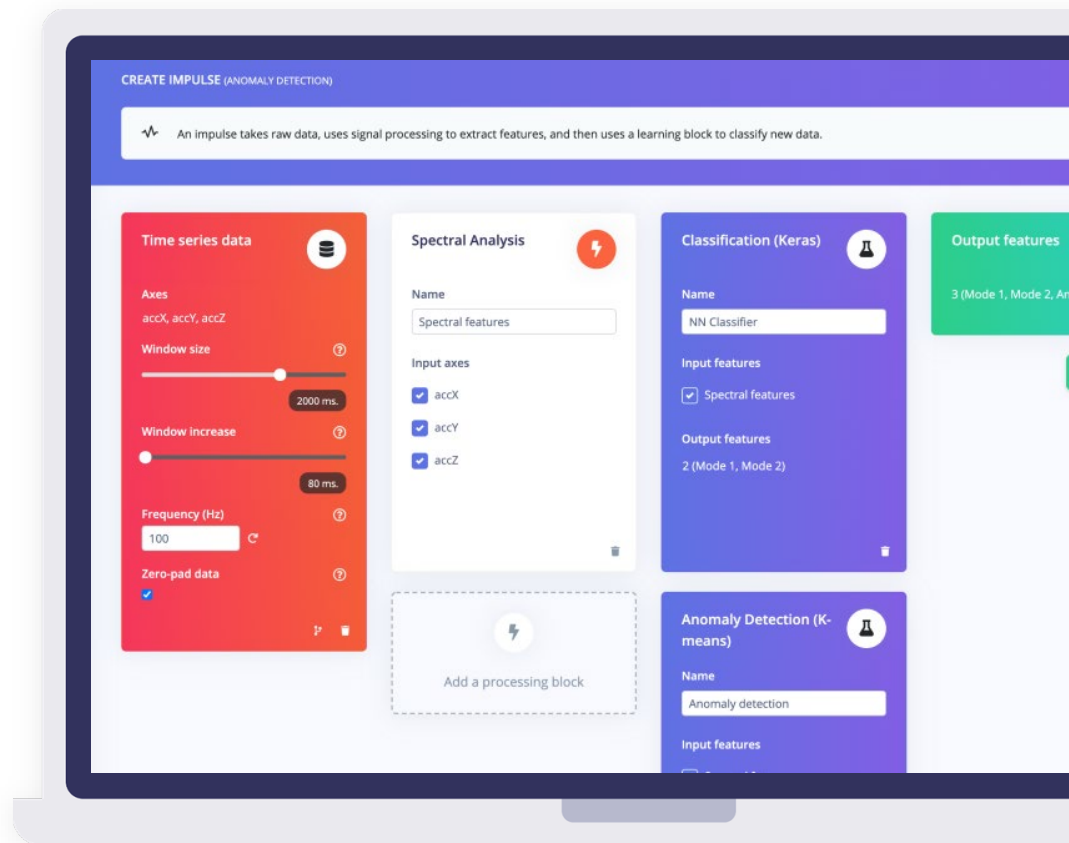 CREATE IMPULSE (ANOMALY DETECTION)
An impulse takes raw data, uses signal processing to extract features, and then uses a learning block to classify new data.
Time series data
Axes
accX, accY, accZ
Window size
2000 ms.
Window increase
80 ms.
Frequency (Hz)
100
Zero-pad data
Spectral Analysis
Name
Spectral features
Input axes
accX
accY
accZ
Add a processing block
Classification (Keras)
Name
NN Classifier
Input features
Spectral features
Output features
2 (Mode 1, Mode 2)
Anomaly Detection (K-
means)
Name
Anomaly detection
Input features
Output features
3 (Mode 1, Mode 2,